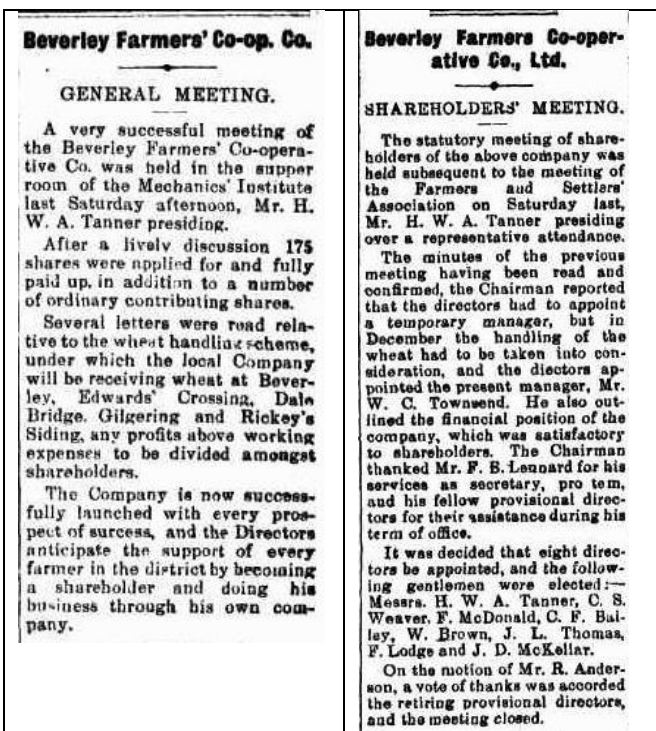 Beverley Farmers' Co-op. Co.
GENERAL MEETING.
A very successful meeting of
the Beverley Farmers' Co-opera-
tive Co. was held in the supper
room of the Mechanics' Institute
last Saturday afternoon, Mr. H.
W. A. Tanner presiding.
After a lively discussion 175
shares were applied for and fully
paid up, in addition to a number
of ordinary contributing shares.
Several letters were read rela-
tive to the wheat handling scheme,
under which the local Company
will be receiving wheat at Bever-
ley, Edwards' Crossing, Dale
Bridge, Gilgering and Rickey's
Siding, any profits above working
expenses to be divided amongst
shareholders.
The Company is now success-
fully launched with every pros-
pect of surcess, and the Directors
anticipate the support of every
farmer in the district by becoming
a shareholder and doing his
business through his own com-
pany.
Beverley Farmers Co-oper-
ative Co., Ltd.
SHAREHOLDERS' MEETING.
The statutory meeting of share-
holders of the above company was
held subsequent to the meeting of
the Farmers and Settlers'
Association on Saturday last,
Mr. H. W. A. Tanner presiding
over a representative attendance.
The minutes of the previous
meeting having been read and
confirmed, the Chairman reported
that the directors had to appoint
a temporary manager, but in
December the handling of the
wheat had to be taken into con-
sideration, and the diectors ap-
pointed the present manager, Mr.
W. C. Townsend. He also out-
lined the financial position of the
company, which was satisfactory
to shareholders. The Chairman
thanked Mr. F. B. Lennard for his
services as secretary, pro tem,
and his fellow provisional direc-
tors for their assistance during his
term of office.
It was decided that eight direc-
tors be appointed, and the follow-
ing gentlemen were elected:—
Messrs. H. W. A. Tanner, C. S.
Weaver, F. McDonald, C. F. Bai-
ley, W. Brown, J. L. Thomas,
F. Lodge and J. D. McKellar.
On the motion of Mr. R. Ander-
son, a vote of thanks was accorded
the retiring provisional directors,
and the meeting closed.